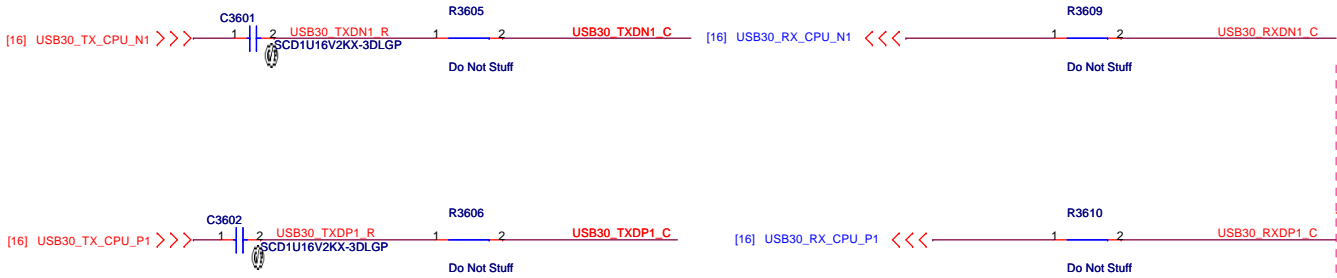 C3601 R3605 R3609
[16] USB30_TX_CPU_N1 1 2 USB30_TXDN1_R 1 2 USB30_TXDN1_C [16] USB30_RX_CPU_N1 1 2 USB30_RXDN1_C
SCD1U16V2KX-3DLGP
Do Not Stuff Do Not Stuff
C3602 R3606 R3610
[16] USB30_TX_CPU_P1 1 2 USB30_TXDP1_R 1 2 USB30_TXDP1_C [16] USB30_RX_CPU_P1 1 2 USB30_RXDP1_C
SCD1U16V2KX-3DLGP
Do Not Stuff Do Not Stuff